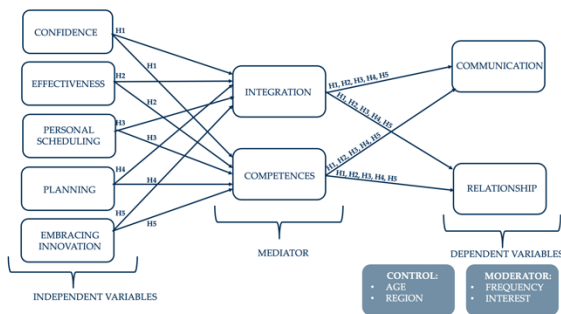 CONFIDENCE
H1
H1
EFFECTIVENESS
H2
H2
PERSONAL
SCHEDULING
H3
H3
PLANNING
H4
H4
EMBRACING
INNOVATION
H5
H5
INDEPENDENT VARIABLES
INTEGRATION
COMPETENCES
MEDIATOR
H1, H2, H3, H4, H5
H1, H2, H3, H4, H5
H1, H2, H3, H4, H5
H1, H2, H3, H4, H5
COMMUNICATION
RELATIONSHIP
DEPENDENT VARIABLES
CONTROL:
• AGE
• REGION
MODERATOR:
• FREQUENCY
• INTEREST